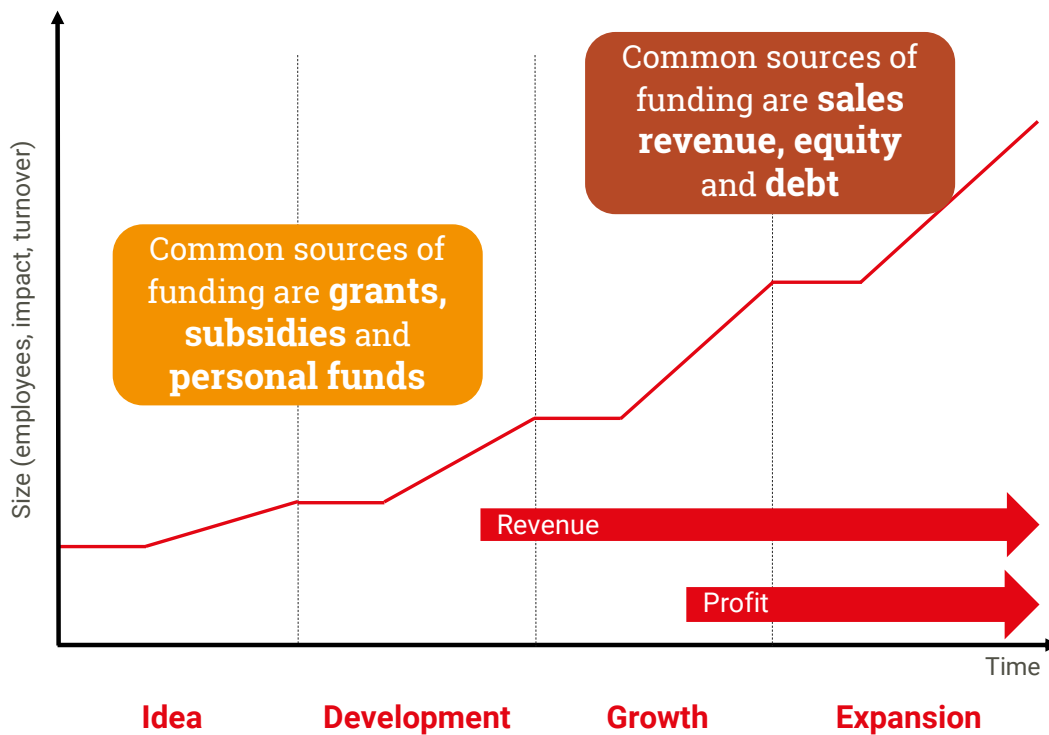 Common sources of
funding are sales
revenue, equity
and debt
Common sources of
funding are grants,
subsidies and
personal funds
Size (employees, impact, turnover)
Revenue
Profit
Time
Idea
Development
Growth
Expansion